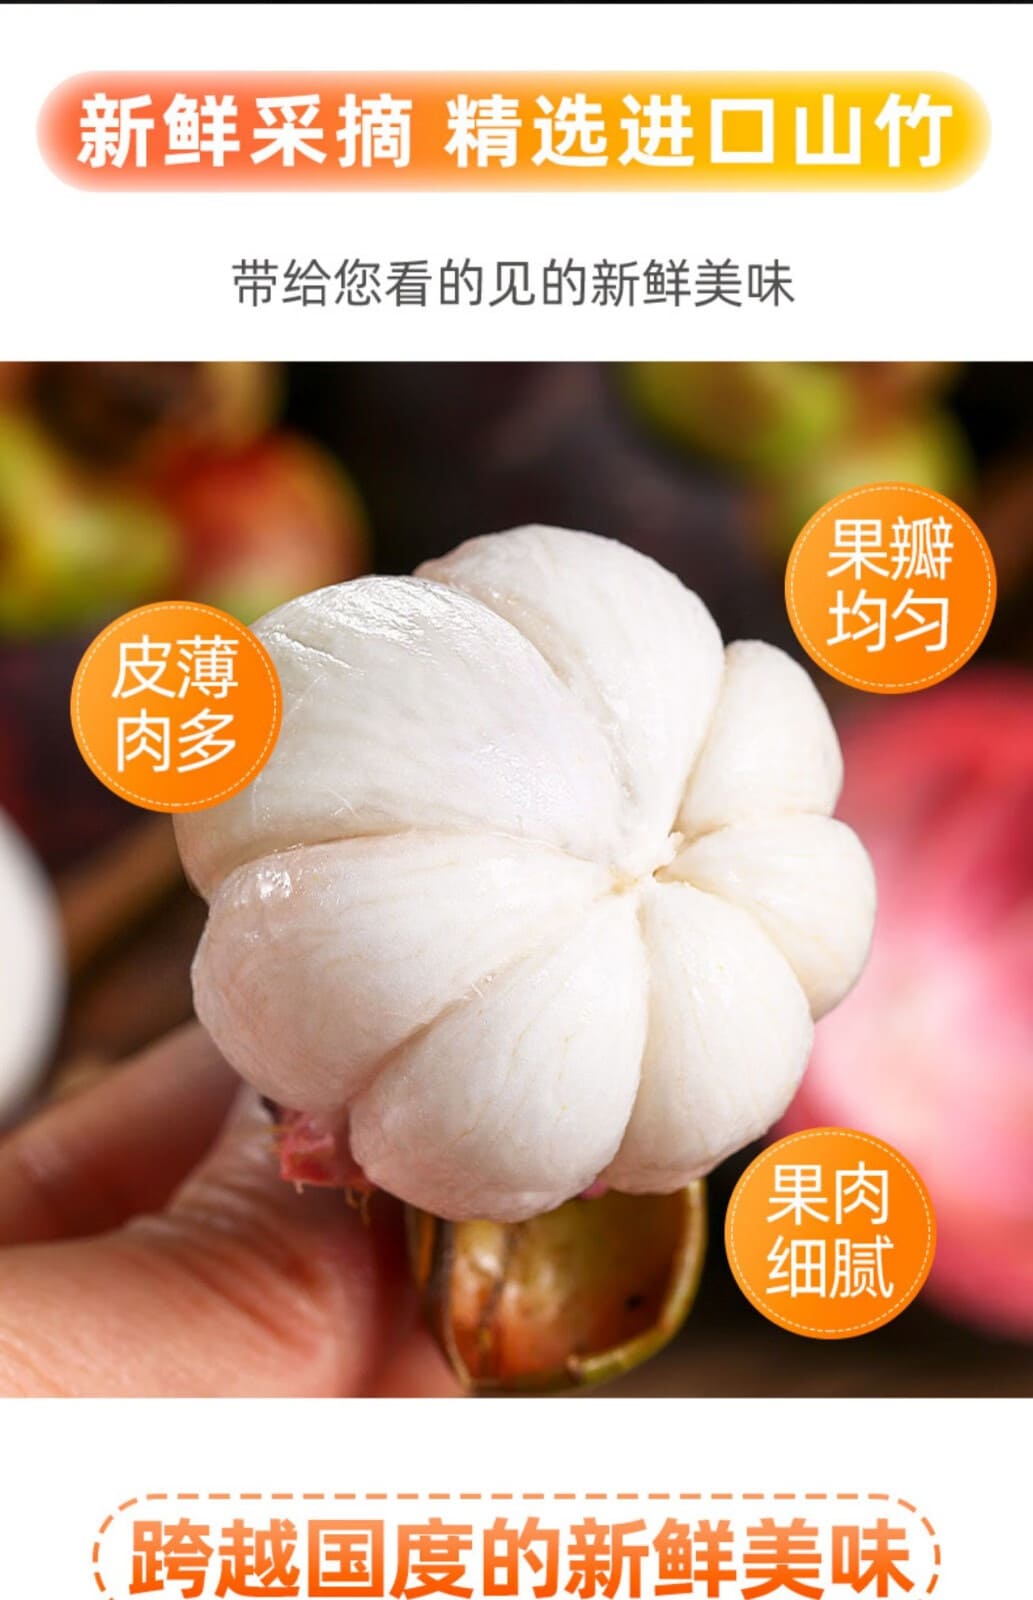 新鲜采摘 精选进口山竹
带给您看的见的新鲜美味
果瓣
均匀
皮薄
肉多
果肉
细腻
跨越国度的新鲜美味